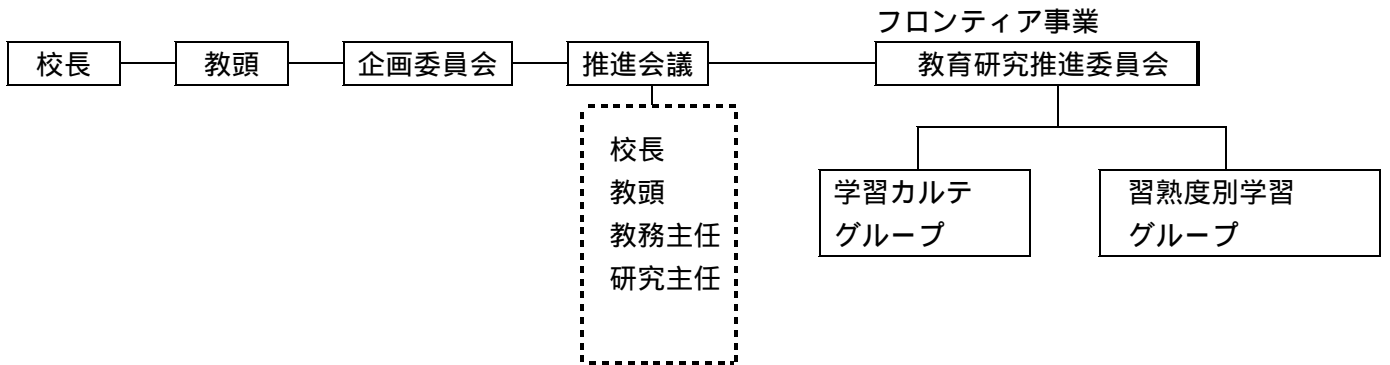 フロンティア事業
校長
教頭
企画委員会
推進会議
教育研究推進委員会
校長
教頭
教務主任
研究主任
学習カルテ
グループ
習熟度別学習
グループ